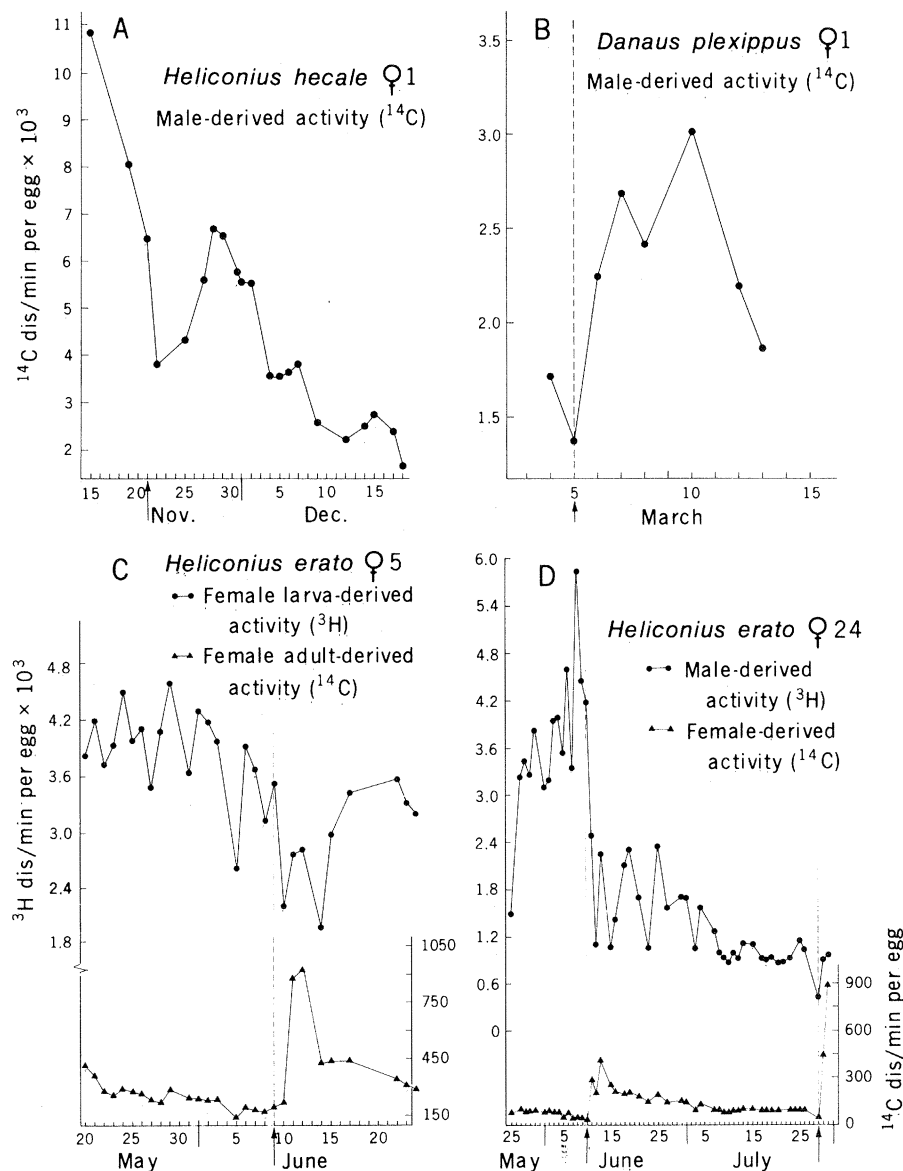 A
Heliconius hecale ♀1
Male-derived activity (14C)
14C dis/min per egg × 10³
11
10
9
8
7
6
5
4
3
2
15 20 25 30 5 10 15
Nov. Dec.
B
Danaus plexippus ♀1
Male-derived activity (14C)
3.5
3.0
2.5
2.0
1.5
5 10 15
March
C
Heliconius erato ♀5
Female larva-derived
activity (³H)
Female adult-derived
activity (14C)
³H dis/min per egg × 10³
4.8
4.2
3.6
3.0
2.4
1.8
1050
750
450
150
20 25 30 5 10 15 20
May June
D
Heliconius erato ♀24
Male-derived
activity (³H)
Female-derived
activity (14C)
6.0
5.4
4.8
4.2
3.6
3.0
2.4
1.8
1.2
0.6
0
900
600
300
0
14C dis/min per egg
25 5 15 25 5 15 25
May June July